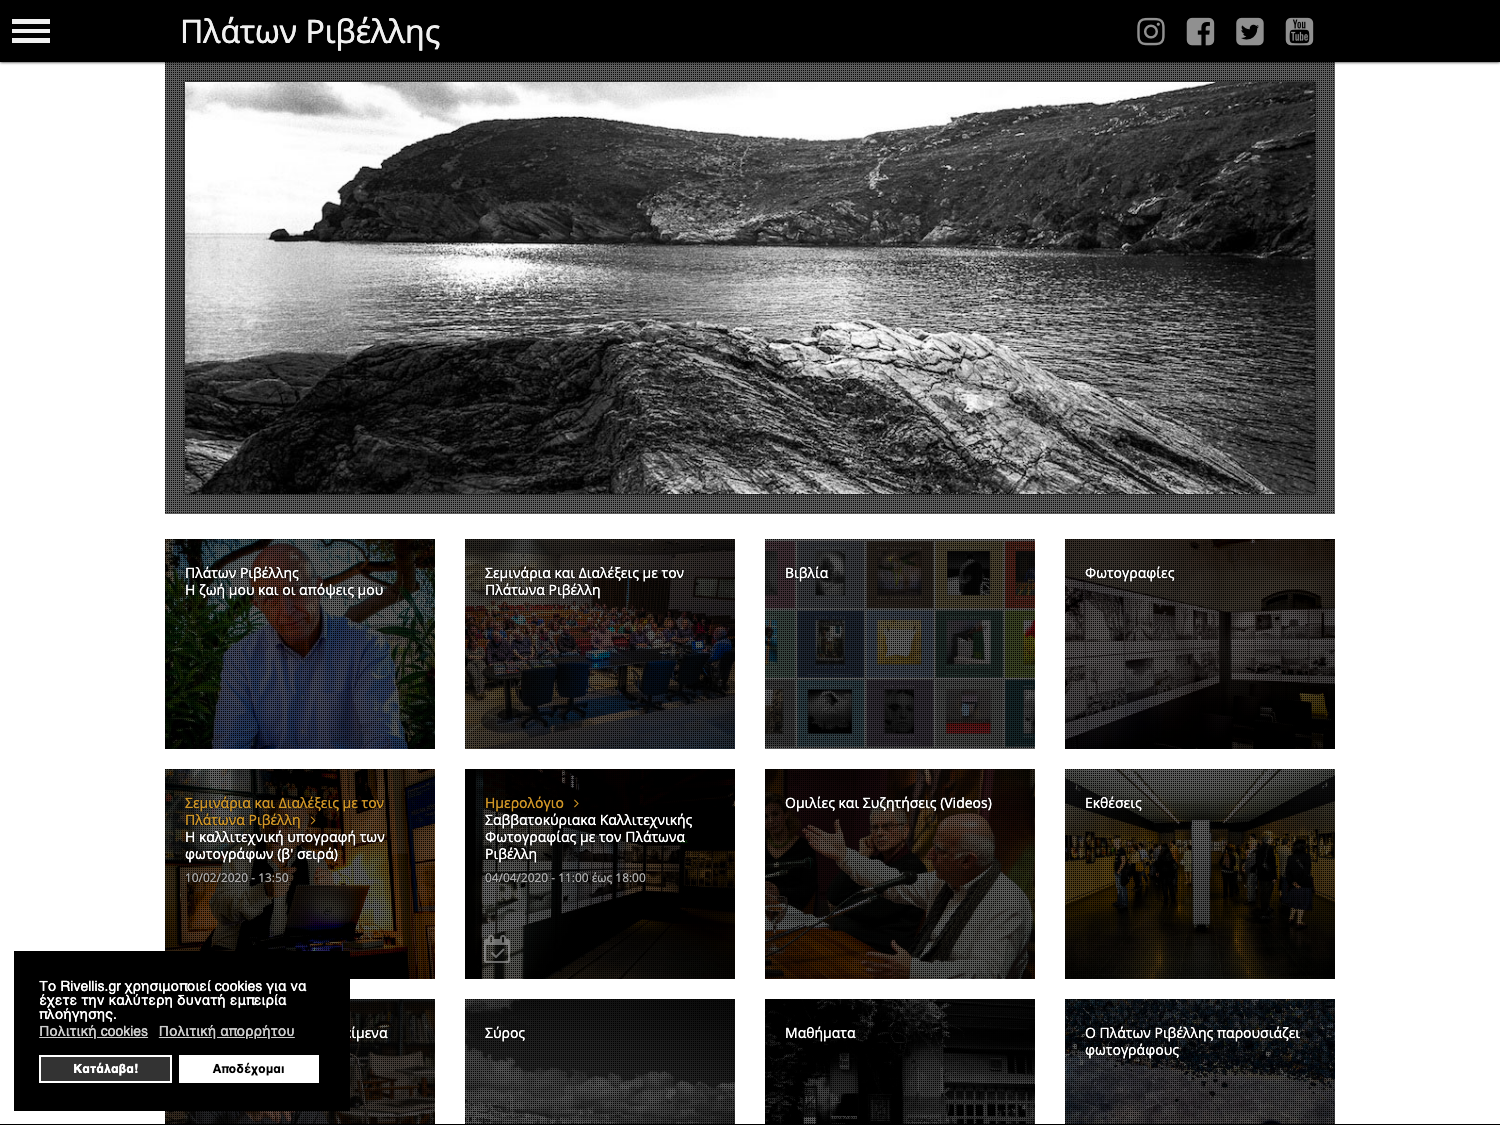 Πλάτων Ριβέλλης
Πλάτων Ριβέλλης
Η ζωή μου και οι απόψεις μου
Σεμινάρια και Διαλέξεις με τον
Πλάτωνα Ριβέλλη
Βιβλία
Φωτογραφίες
Σεμινάρια και Διαλέξεις με τον
Πλάτωνα Ριβέλλη
Η καλλιτεχνική υπογραφή των
φωτογράφων (β' σειρά)
10/02/2020 - 13:50
Ημερολόγιο
Σαββατοκύριακα Καλλιτεχνικής
Φωτογραφίας με τον Πλάτωνα
Ριβέλλη
04/04/2020 - 11:00 έως 18:00
Ομιλίες και Συζητήσεις (Videos)
Εκθέσεις
Το Rivellis.gr χρησιμοποιεί cookies για να
έχετε την καλύτερη δυνατή εμπειρία
πλοήγησης.
Πολιτική cookies Πολιτική απορρήτου
Κατάλαβα! Αποδέχομαι
Σύρος
Μαθήματα
Ο Πλάτων Ριβέλλης παρουσιάζει
φωτογράφους